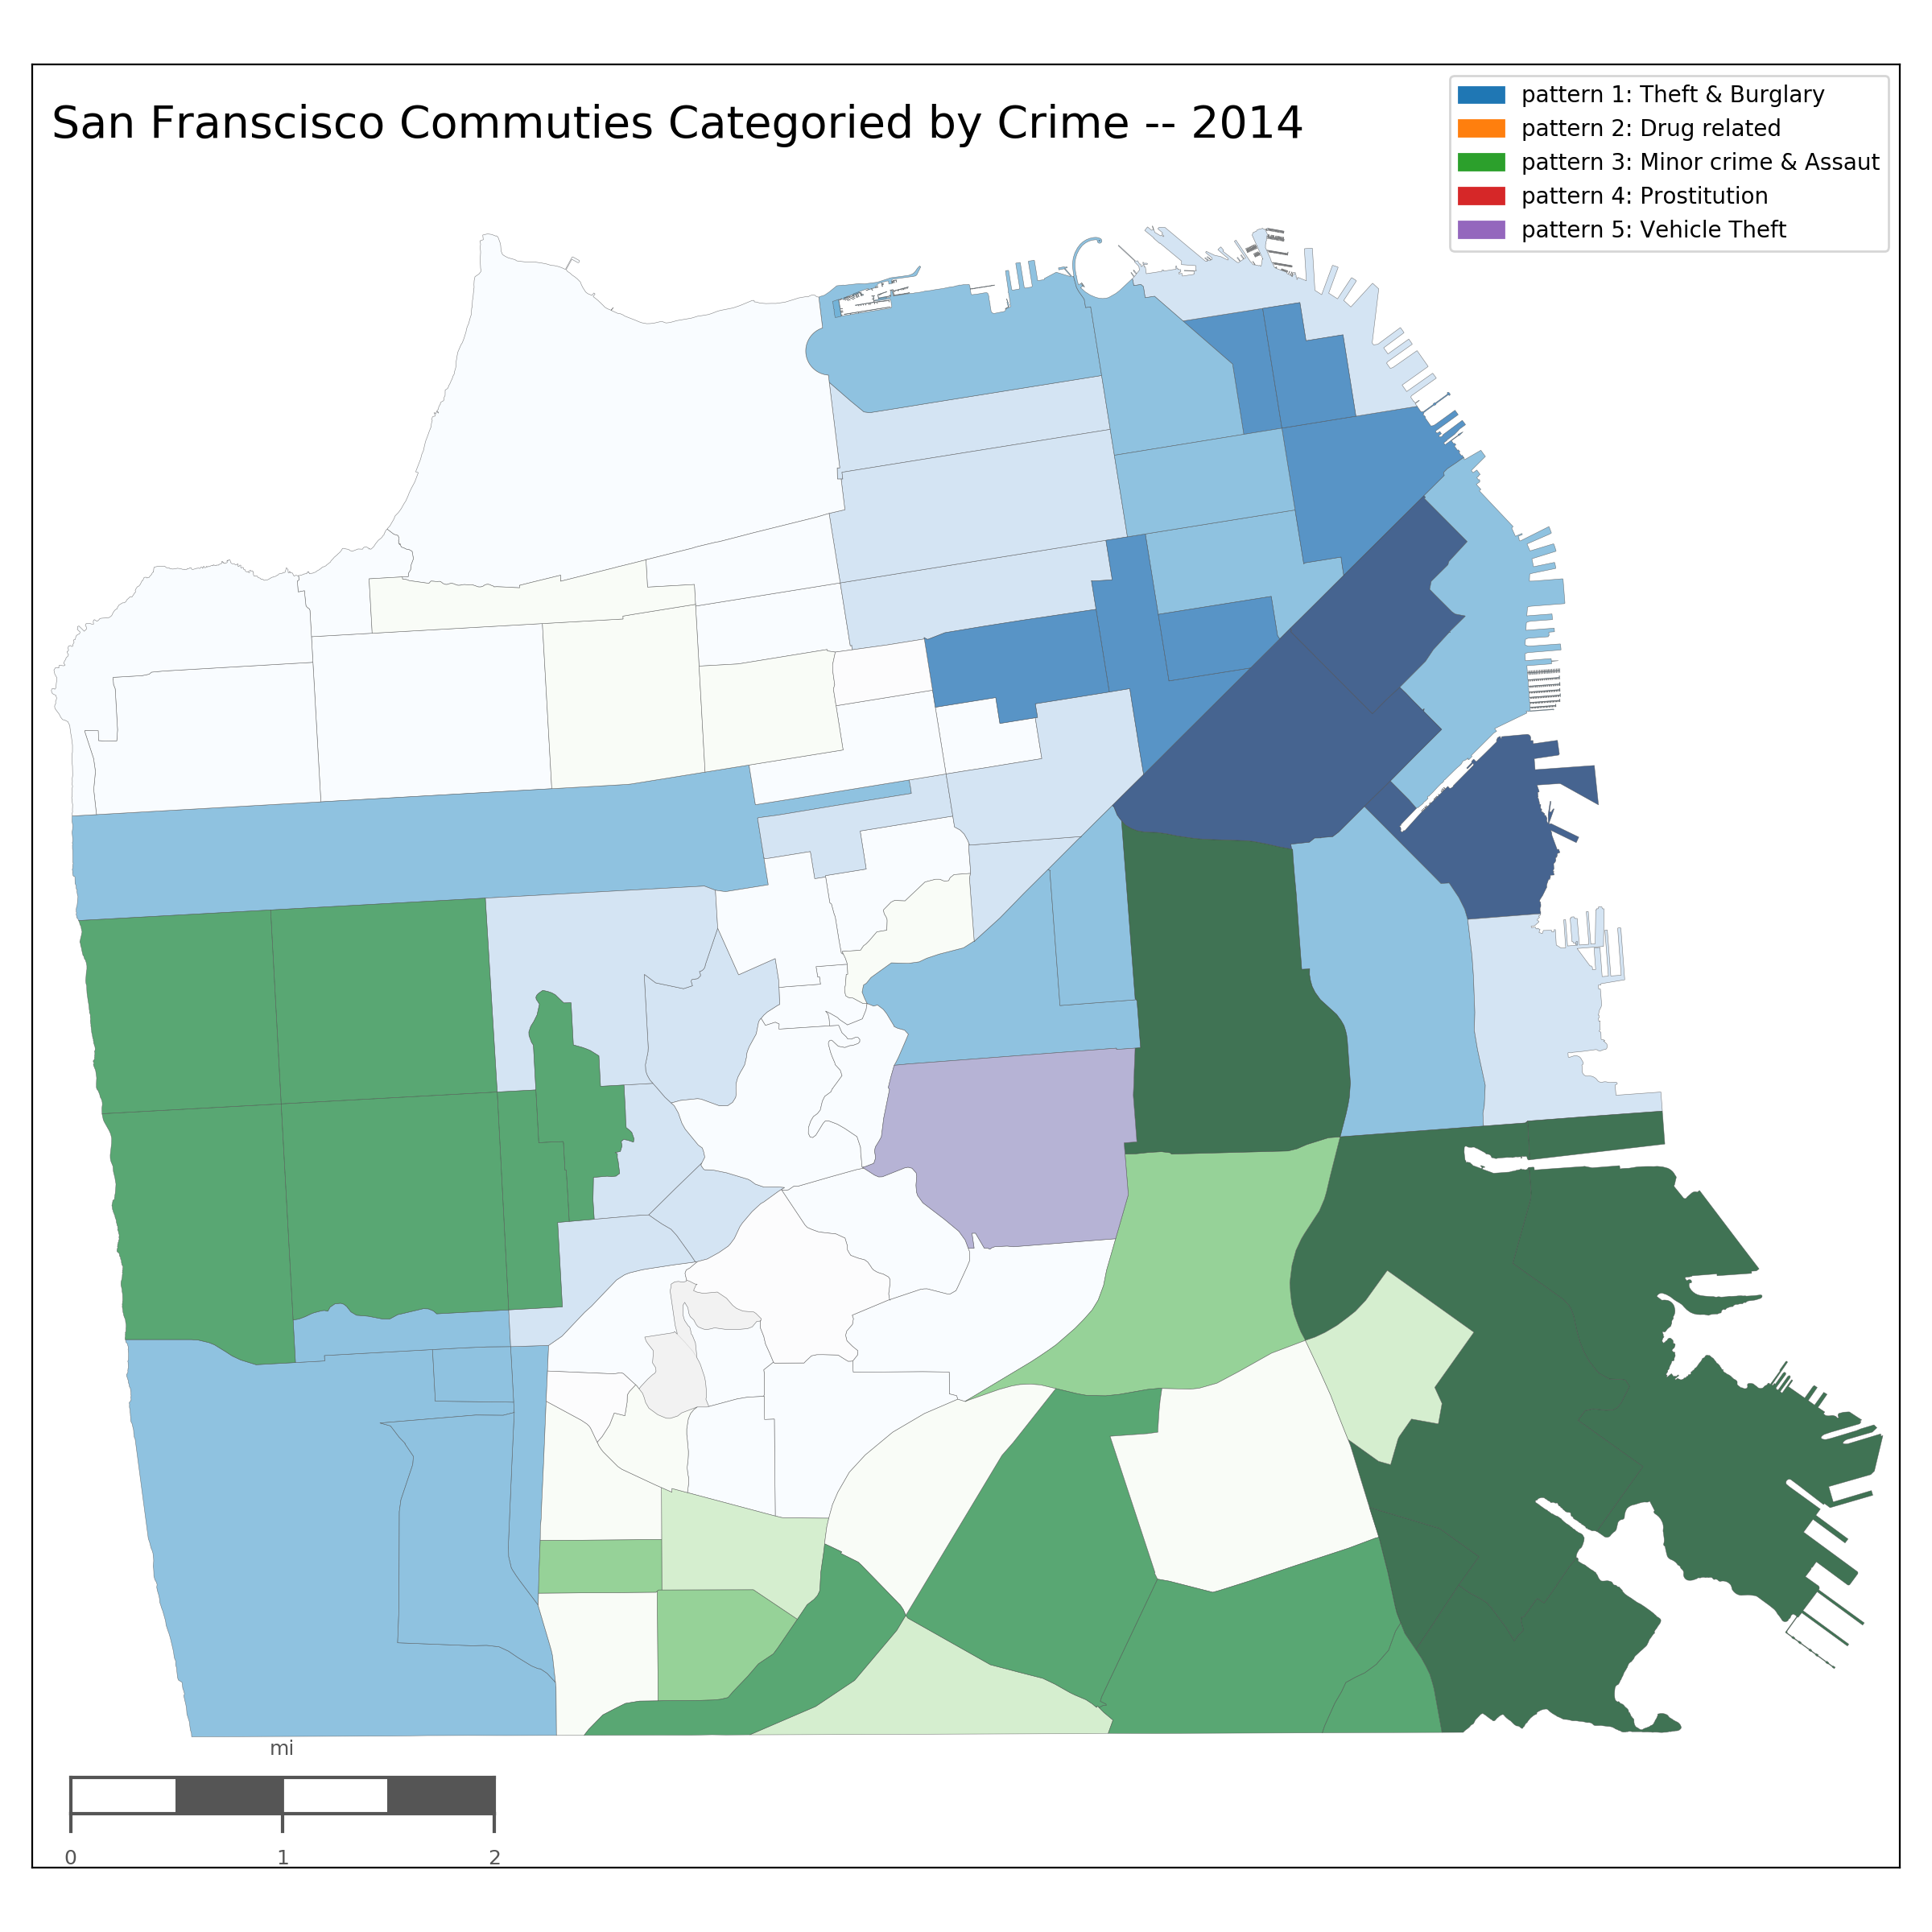 San Franscisco Commuties Categoried by Crime -- 2014
pattern 1: Theft & Burglary
pattern 2: Drug related
pattern 3: Minor crime & Assaut
pattern 4: Prostitution
pattern 5: Vehicle Theft
mi
0 1 2